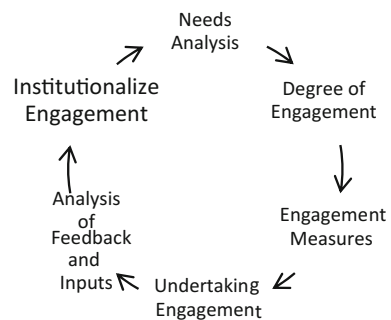 Needs
Analysis
Degree of
Engagement
Engagement
Measures
Undertaking
Engagement
Analysis
of
Feedback
and
Inputs
Institutionalize
Engagement